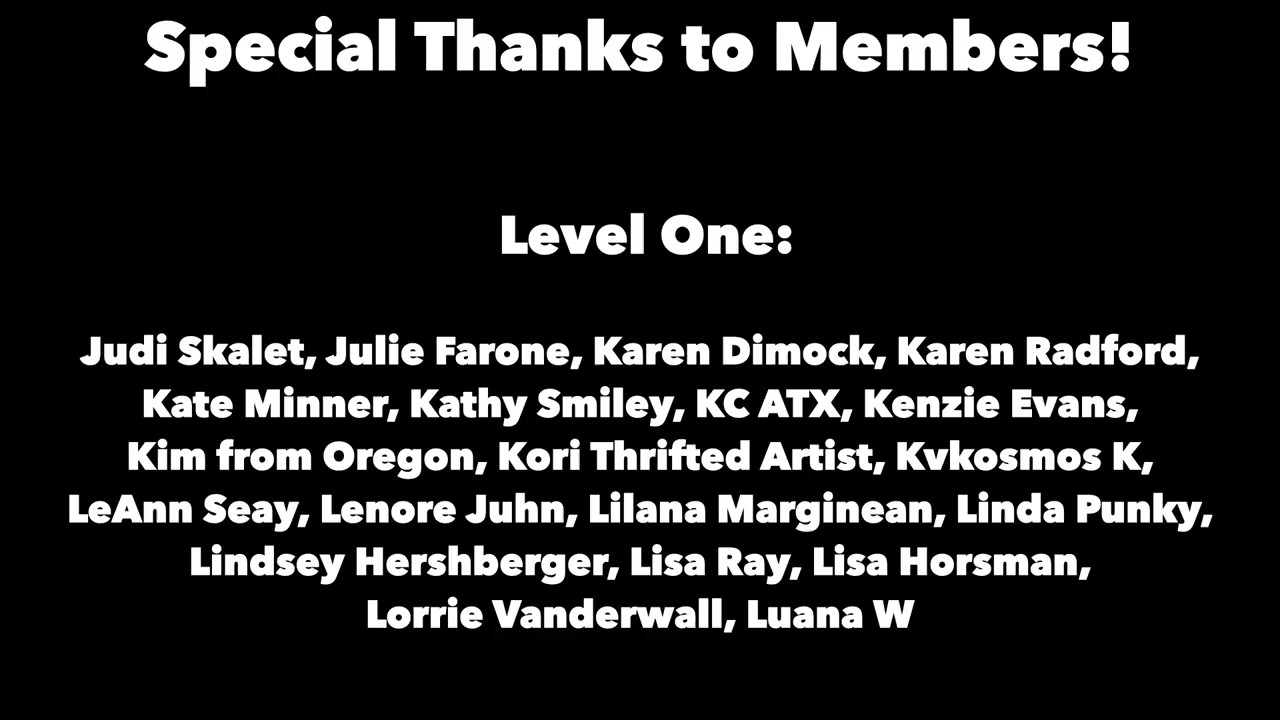 Special Thanks to Members!
Level One:
Judi Skalet, Julie Farone, Karen Dimock, Karen Radford,
Kate Minner, Kathy Smiley, KC ATX, Kenzie Evans,
Kim from Oregon, Kori Thrifted Artist, Kvkosmos K,
LeAnn Seay, Lenore Juhn, Lilana Marginean, Linda Punky,
Lindsey Hershberger, Lisa Ray, Lisa Horsman,
Lorrie Vanderwall, Luana W